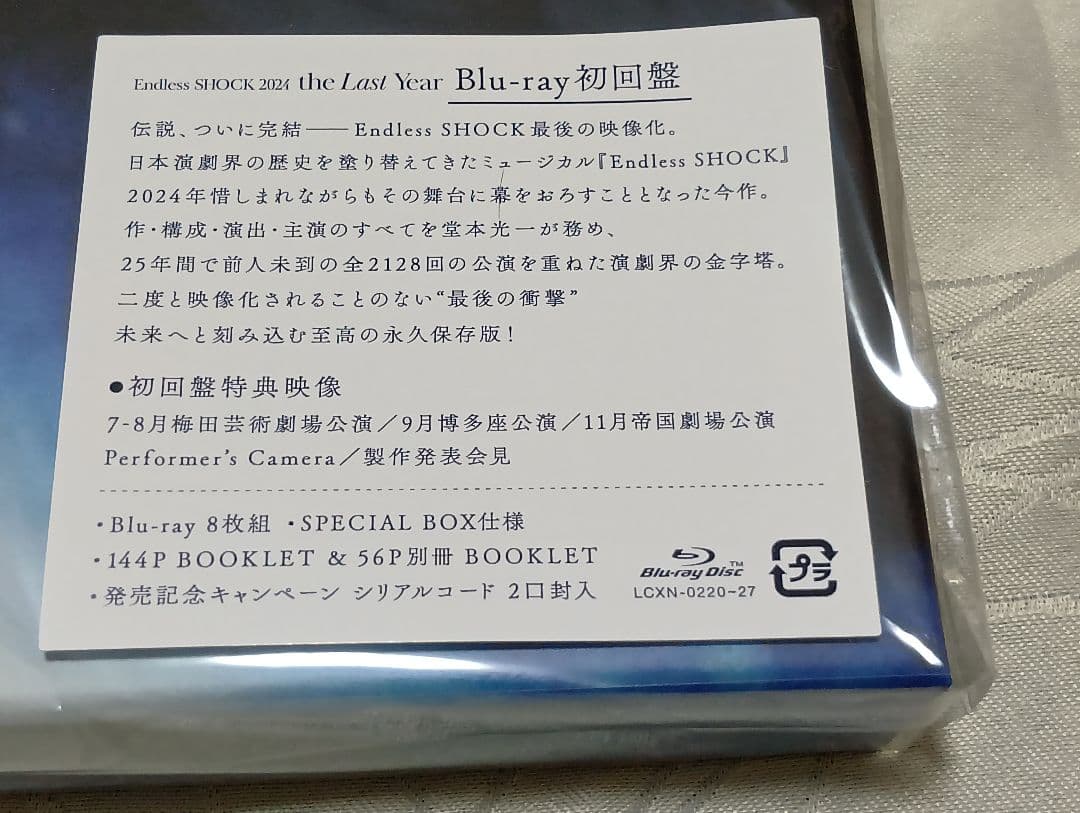 Endless SHOCK 2024 the Last Year Blu-ray初回盤
伝説、ついに完結――Endless SHOCK最後の映像化。
日本演劇界の歴史を塗り替えてきたミュージカル『Endless SHOCK』
2024年惜しまれながらもその舞台に幕をおろすこととなった今作。
作・構成・演出・主演のすべてを堂本光一が務め、
25年間で前人未到の全2128回の公演を重ねた演劇界の金字塔。
二度と映像化されることのない“最後の衝撃”
未来へと刻み込む至高の永久保存版!
●初回盤特典映像
7-8月梅田芸術劇場公演/9月博多座公演/11月帝国劇場公演
Performer's Camera/製作発表会見
・Blu-ray 8枚組 ・SPECIAL BOX仕様
・144P BOOKLET & 56P別冊 BOOKLET
・発売記念キャンペーン シリアルコード 2口封入
Blu-ray Disc™
LCXN-0220~27
プラ